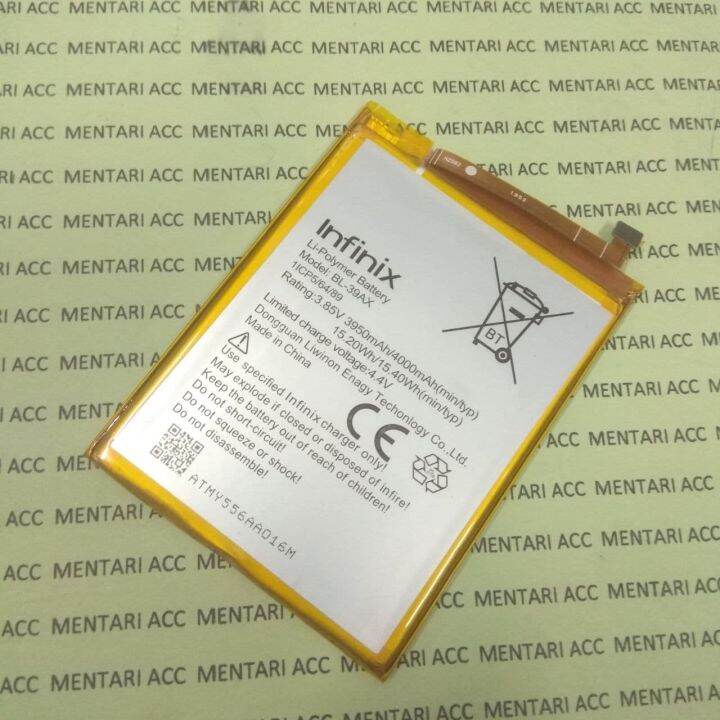 MENTARI ACC MENTARI ACC MENTARI ACC MENTARI ACC MENTARI ACC
HZ582
1952
Infinix
Li-Polymer Battery
Model: BL-39AX
1ICP5/64/89
Rating:3.85V 3950mAh/4000mAh(min/typ)
15.20Wh/15.40Wh(min/typ)
Limited charge voltage:4.4V
Dongguan Liwinon Enagy Techonlogy Co.,Ltd.
Made in China
BT
Use specified Infinix charger only!
May explode if closed or disposed of infire!
Keep the battery out of reach of children!
Do not short-circuit!
Do not squeeze or shock!
Do not disassemble!
CE
ATMY556AA016M